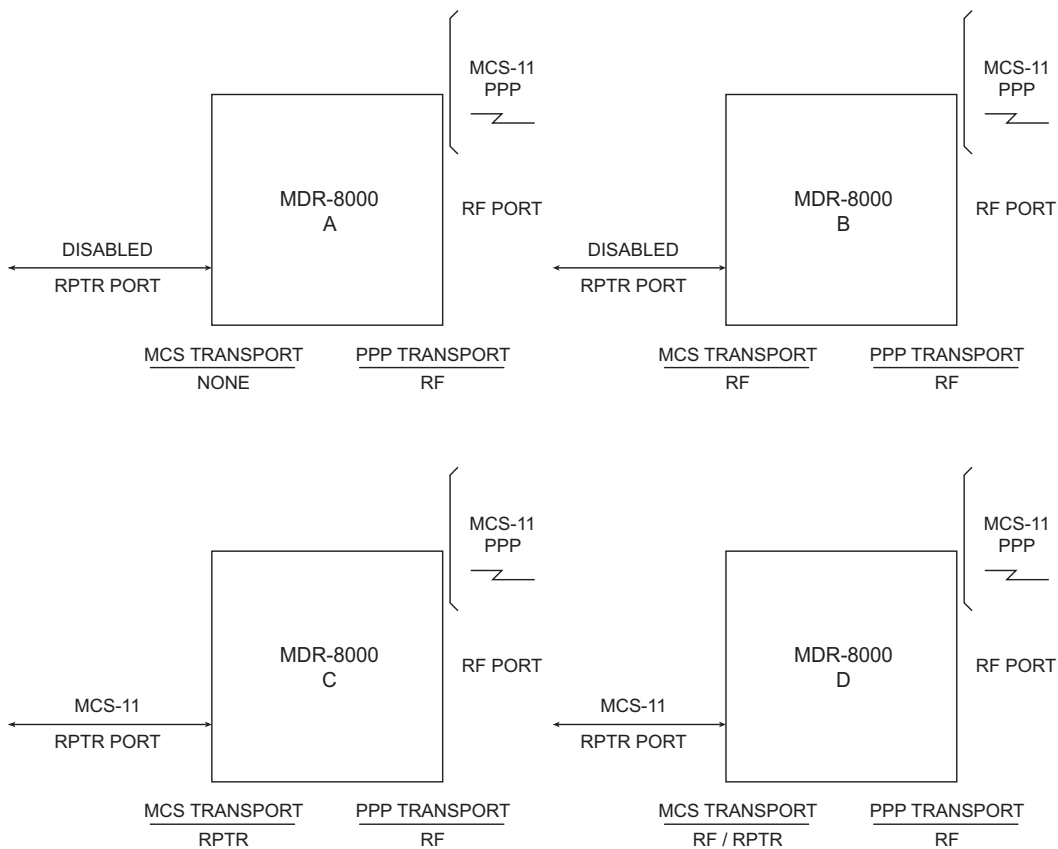 MCS-11
PPP
MDR-8000
A
RF PORT
DISABLED
RPTR PORT
MCS TRANSPORT
NONE
PPP TRANSPORT
RF
MCS-11
PPP
MDR-8000
B
RF PORT
DISABLED
RPTR PORT
MCS TRANSPORT
RF
PPP TRANSPORT
RF
MCS-11
PPP
MDR-8000
C
RF PORT
MCS-11
RPTR PORT
MCS TRANSPORT
RPTR
PPP TRANSPORT
RF
MCS-11
PPP
MDR-8000
D
RF PORT
MCS-11
RPTR PORT
MCS TRANSPORT
RF / RPTR
PPP TRANSPORT
RF